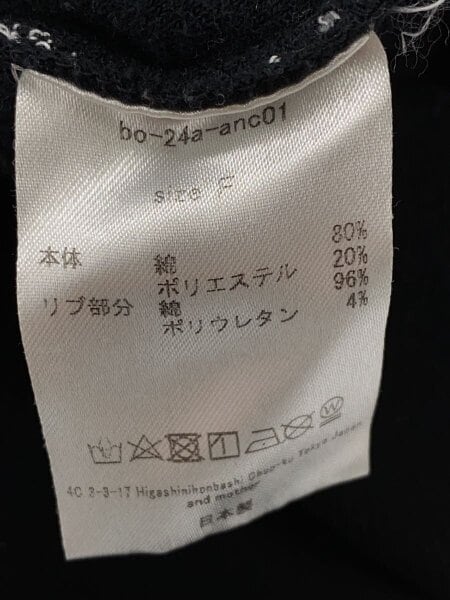 bo-24a-anc01
size F
本体 綿 80%
ポリエステル 20%
リブ部分 綿 96%
ポリウレタン 4%
4C 2-3-17 Higashinihonbashi Chuo-ku Tokyo Japan
and mother
日本製